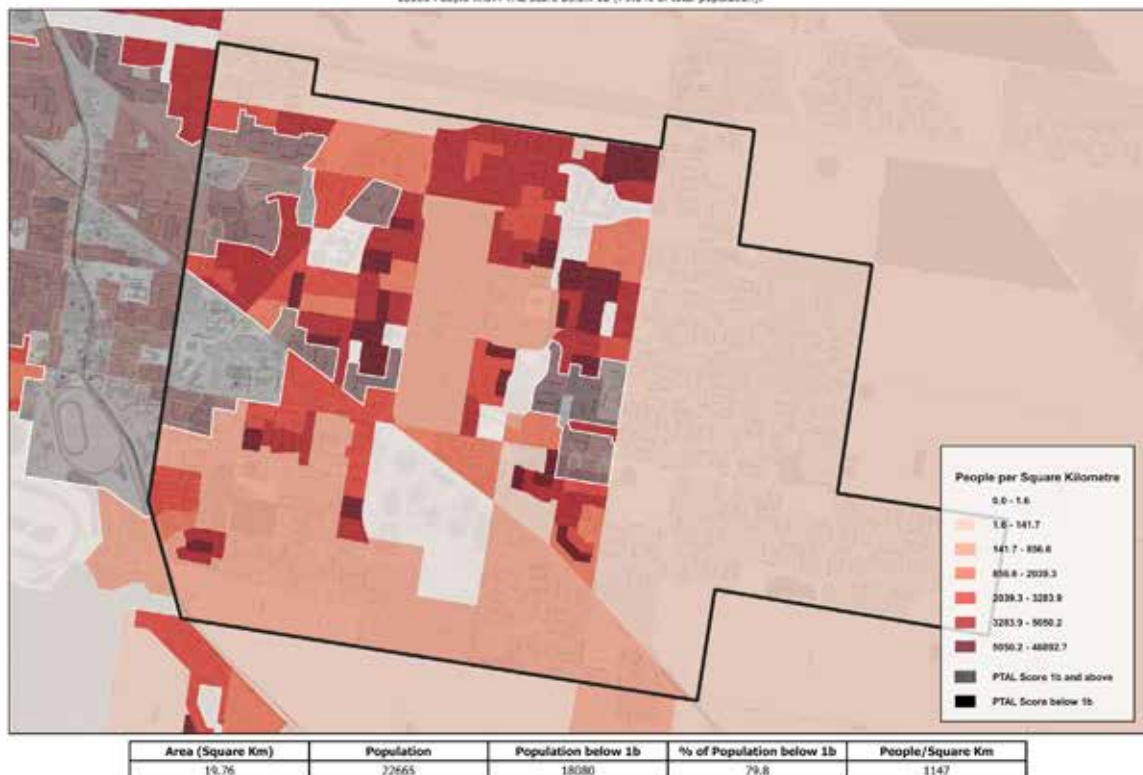 People per Square Kilometre
0.0 - 1.6
1.6 - 141.7
141.7 - 856.6
856.6 - 2039.3
2039.3 - 3283.9
3283.9 - 5050.2
5050.2 - 46892.7
PTAL Score 1b and above
PTAL Score below 1b
Area (Square Km) Population Population below 1b % of Population below 1b People/Square Km
19.76 22665 18080 79.8 1147